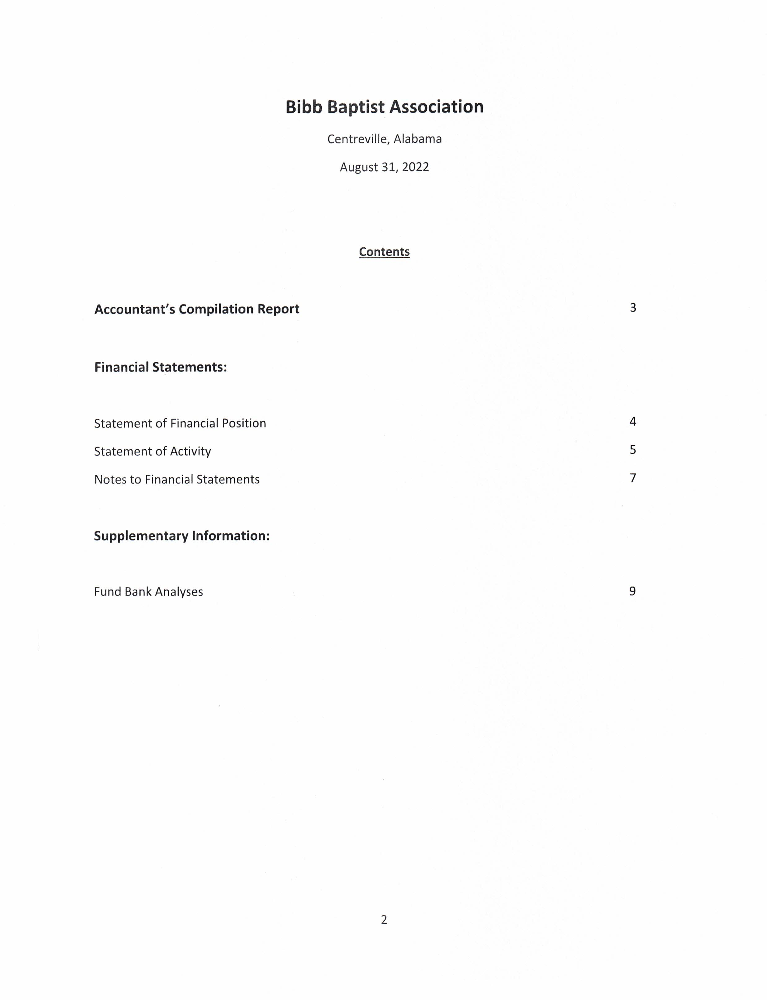 Bibb Baptist Association
Centreville, Alabama
August 31, 2022
Contents
Accountant's Compilation Report 3
Financial Statements:
Statement of Financial Position 4
Statement of Activity 5
Notes to Financial Statements 7
Supplementary Information:
Fund Bank Analyses 9
2